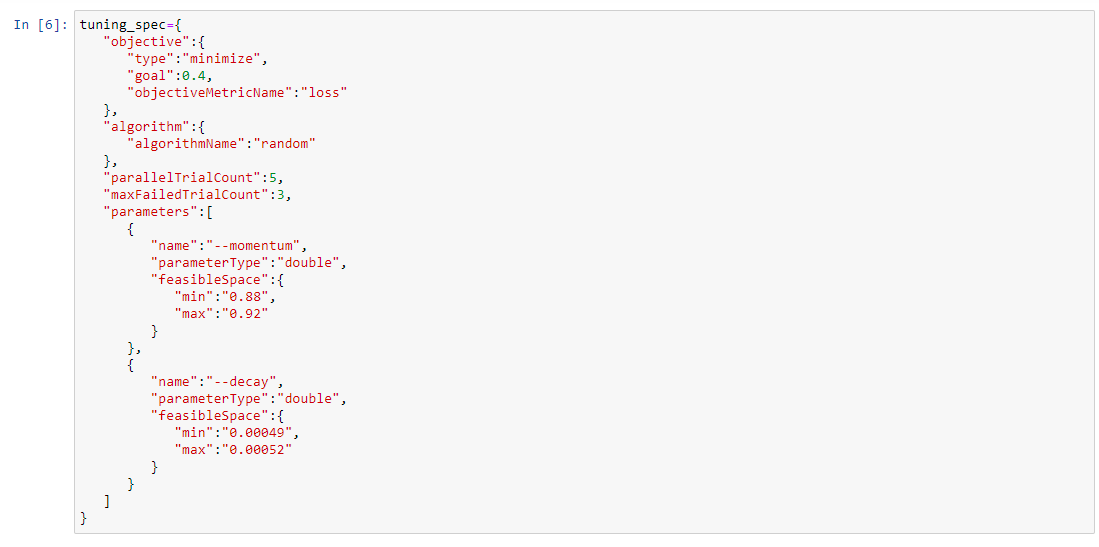 In [6]: tuning_spec={
"objective":{
"type":"minimize",
"goal":0.4,
"objectiveMetricName":"loss"
},
"algorithm":{
"algorithmName":"random"
},
"parallelTrialCount":5,
"maxFailedTrialCount":3,
"parameters":[
{
"name":"--momentum",
"parameterType":"double",
"feasibleSpace":{
"min":"0.88",
"max":"0.92"
}
},
{
"name":"--decay",
"parameterType":"double",
"feasibleSpace":{
"min":"0.00049",
"max":"0.00052"
}
}
]
}